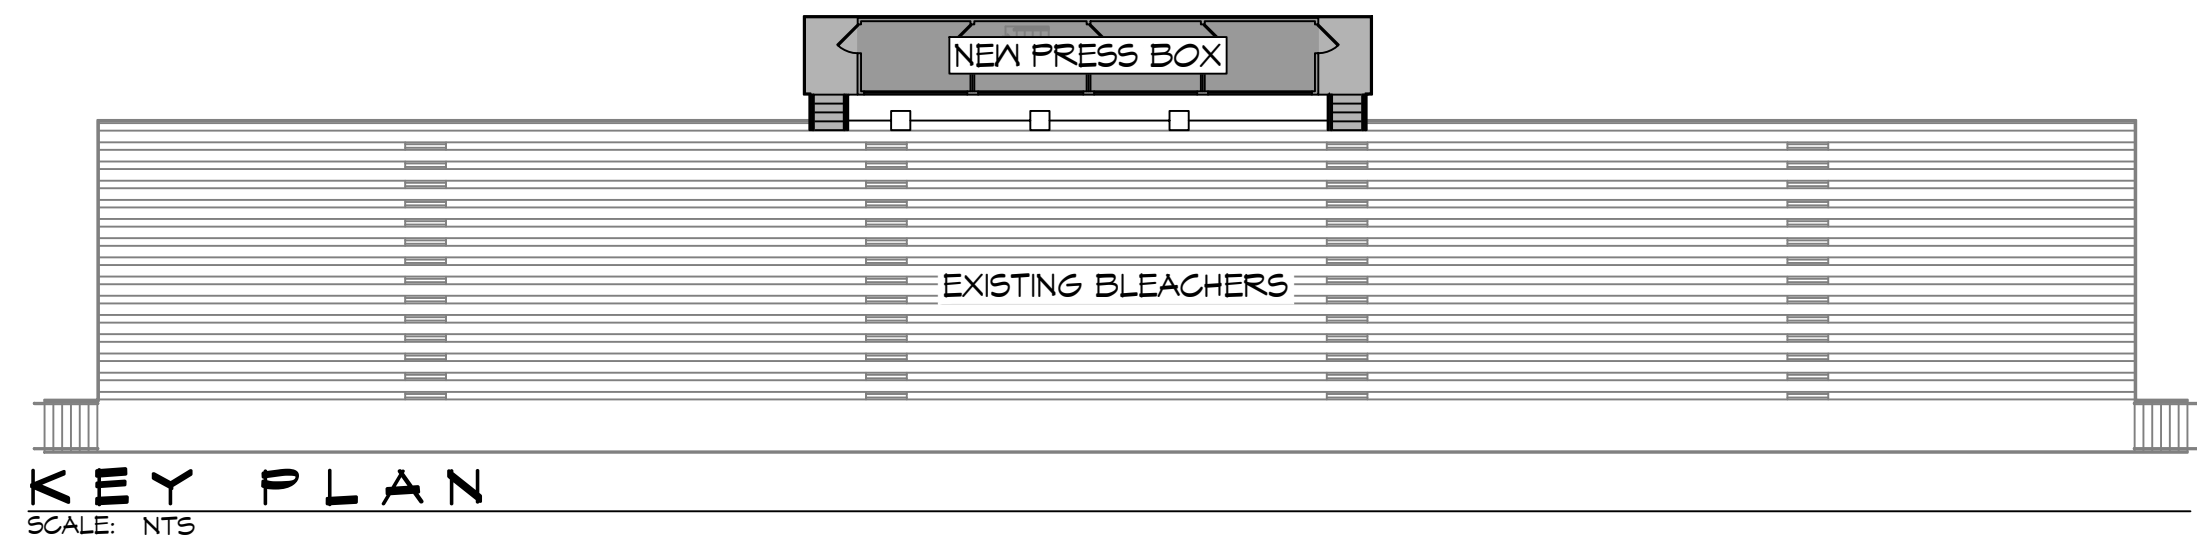 NEW PRESS BOX
EXISTING BLEACHERS
KEY PLAN
SCALE: NTS